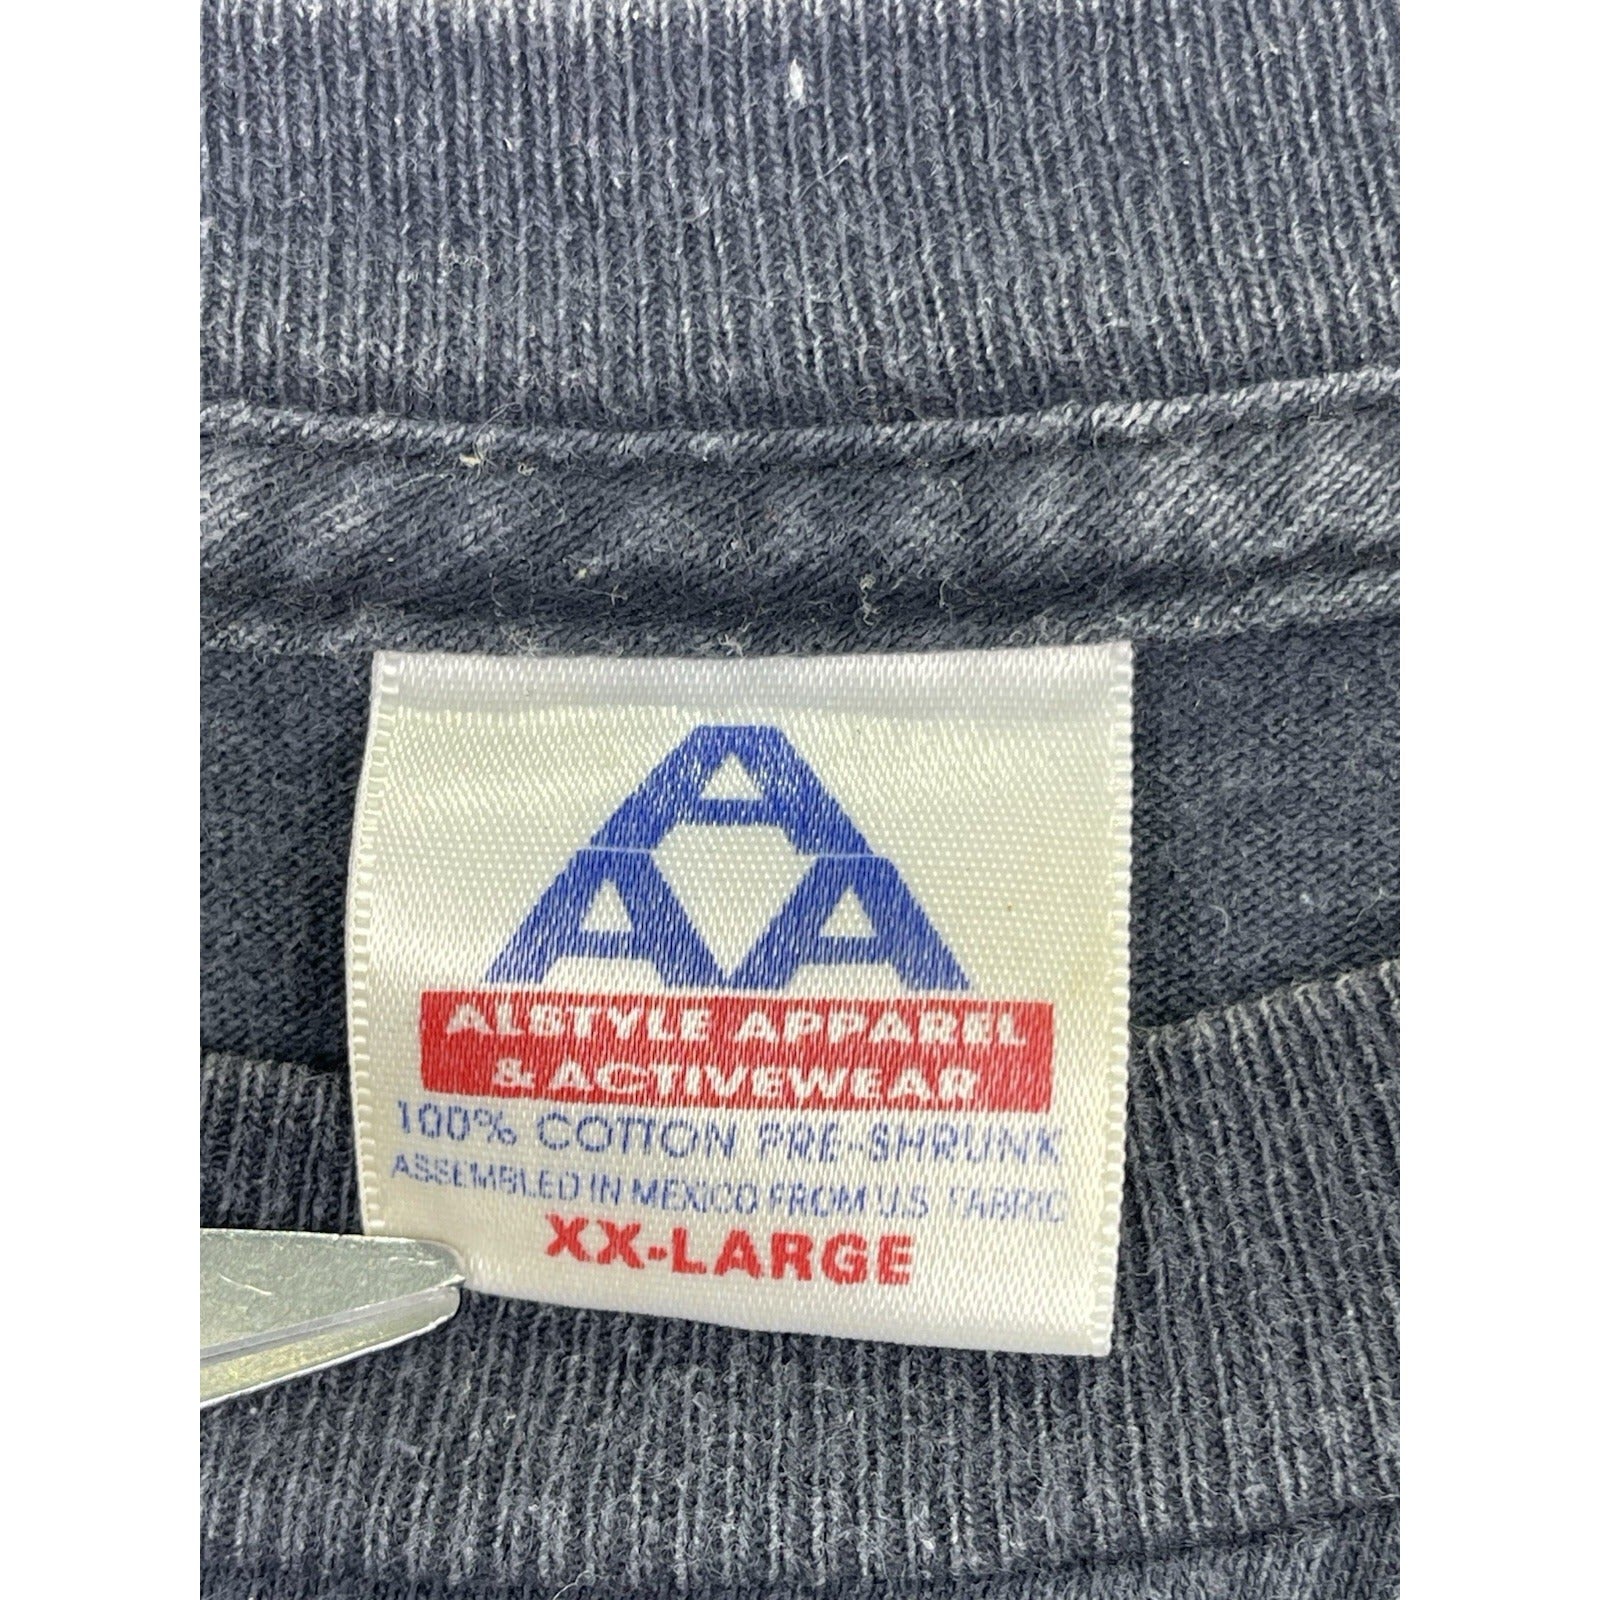 A
A A
ALSTYLE APPAREL
& ACTIVEWEAR
100% COTTON PRE-SHRUNK
ASSEMBLED IN MEXICO FROM U.S. FABRIC
XX-LARGE